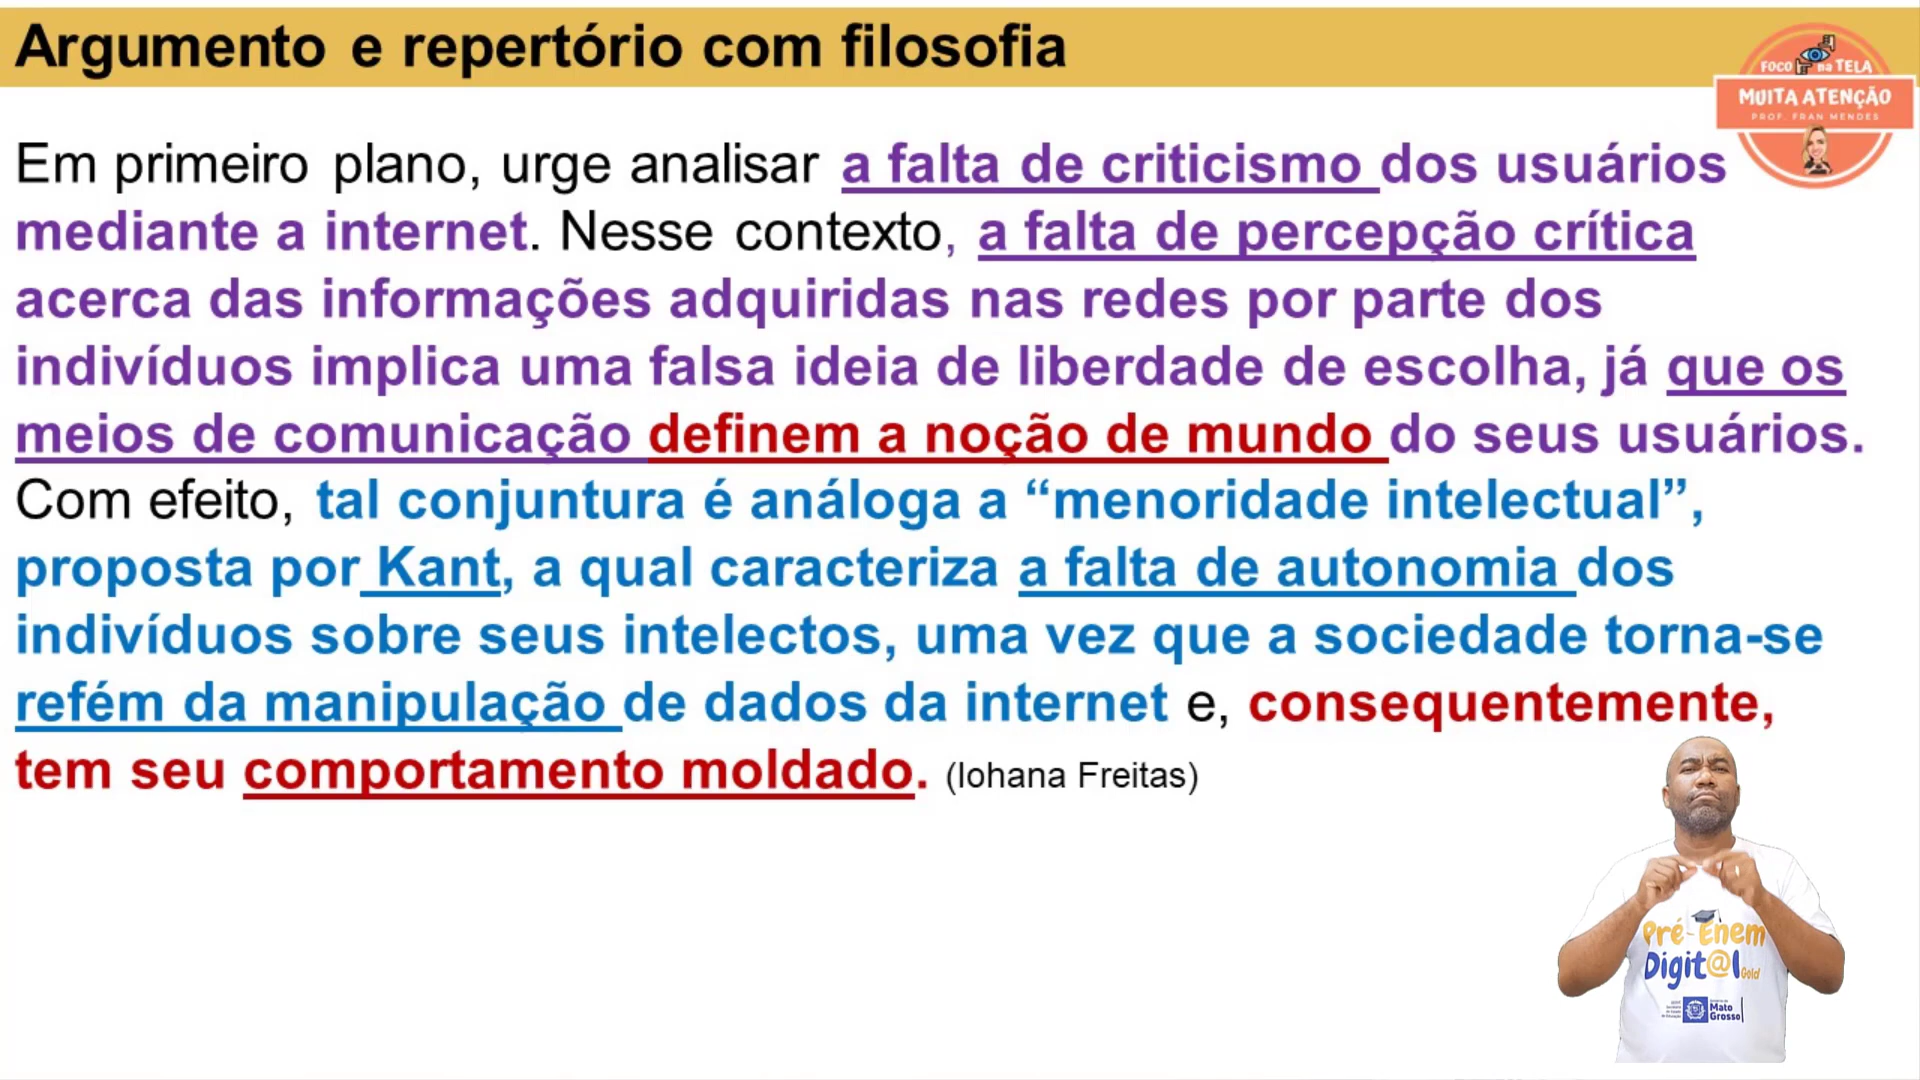 Argumento e repertório com filosofia
FOCO na TELA
MUITA ATENÇÃO
PROF. FRAN MENDES
Em primeiro plano, urge analisar a falta de criticismo dos usuários
mediante a internet. Nesse contexto, a falta de percepção crítica
acerca das informações adquiridas nas redes por parte dos
indivíduos implica uma falsa ideia de liberdade de escolha, já que os
meios de comunicação definem a noção de mundo do seus usuários.
Com efeito, tal conjuntura é análoga a “menoridade intelectual”,
proposta por Kant, a qual caracteriza a falta de autonomia dos
indivíduos sobre seus intelectos, uma vez que a sociedade torna-se
refém da manipulação de dados da internet e, consequentemente,
tem seu comportamento moldado. (Iohana Freitas)
Pré-Enem
Digit@l Gold
Mato
Grosso